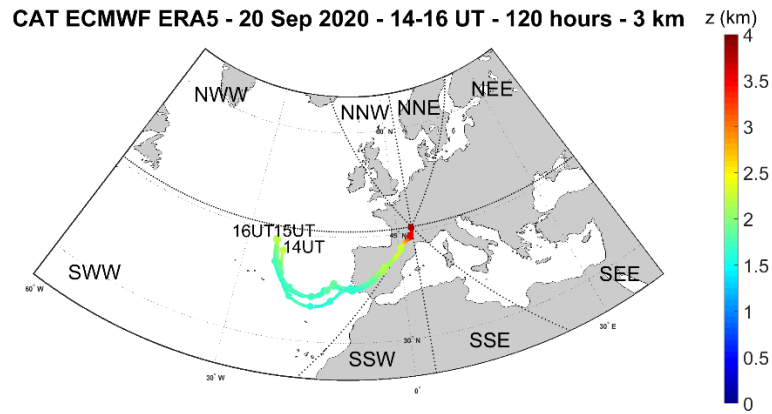 CAT ECMWF ERA5 - 20 Sep 2020 - 14-16 UT - 120 hours - 3 km
z (km)
4
3.5
3
2.5
2
1.5
1
0.5
0
NWW
NNW
NNE
NEE
60° N
16UT15UT
14UT
45° N
SWW
SEE
60° W
30° W
SSW
SSE
30° N
30° E
0°